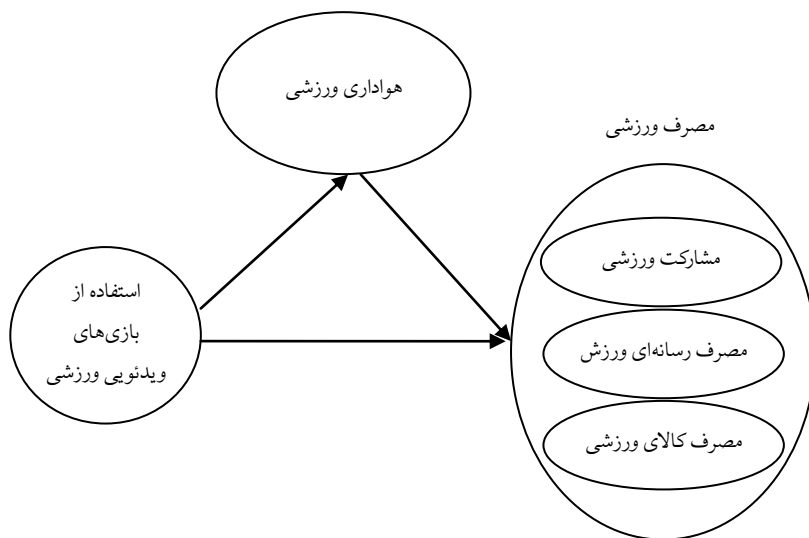 هواداری ورزشی
مصرف ورزشی
مشارکت ورزشی
استفاده از
بازی‌های
ویدئویی ورزشی
مصرف رسانه‌ای ورزش
مصرف کالای ورزشی